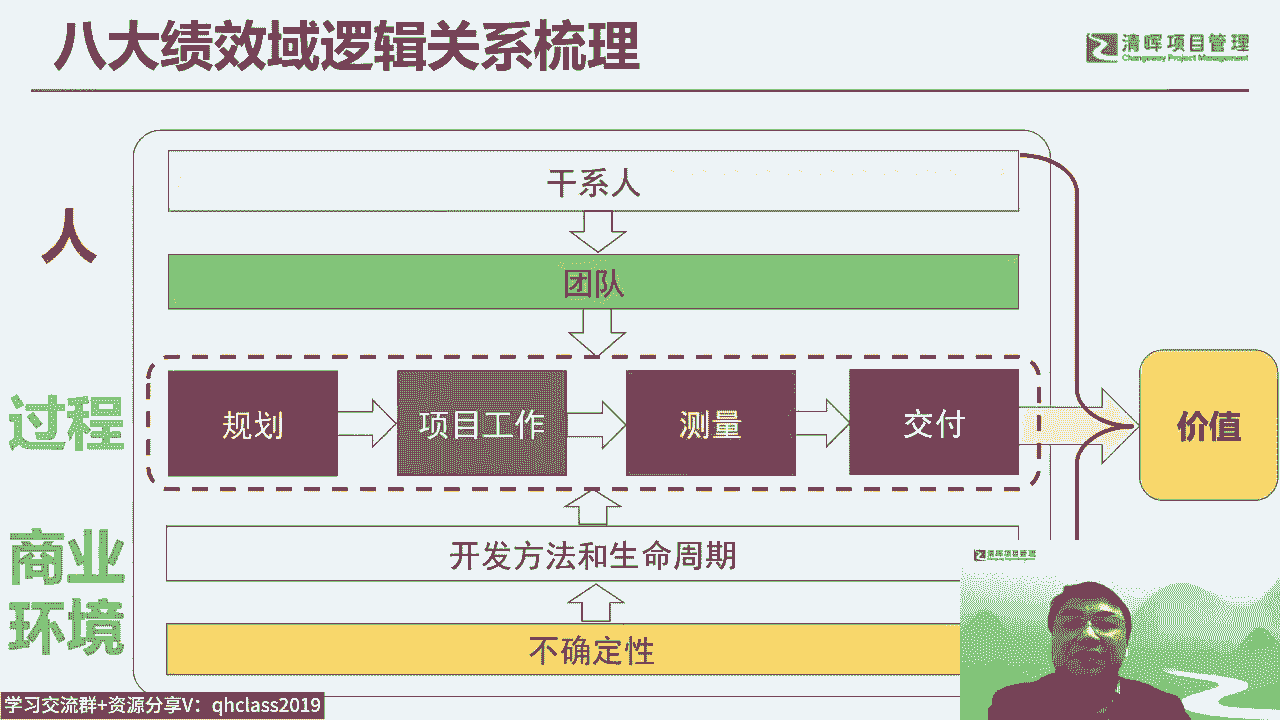 八大绩效域逻辑关系梳理
清晖项目管理
Changeway Project Management
干系人
人
团队
过程
规划
项目工作
测量
交付
价值
商业
环境
开发方法和生命周期
不确定性
清晖项目管理
学习交流群+资源分享V：qhclass2019